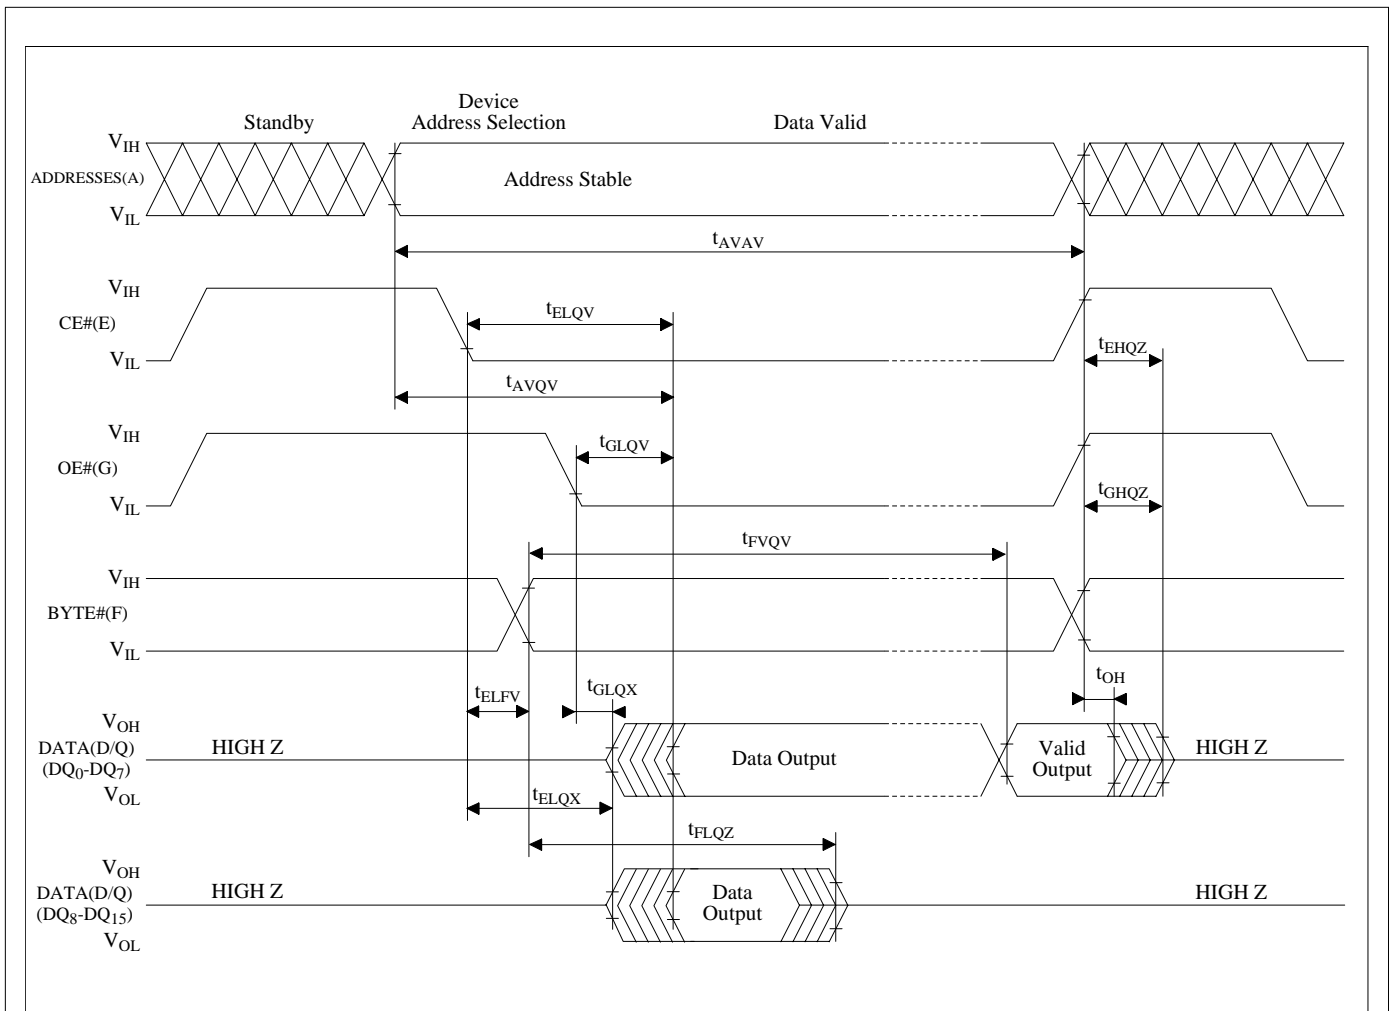 Device
Standby Address Selection Data Valid
VIH
ADDRESSES(A) Address Stable
VIL
tAVAV
VIH
tELQV
CE#(E)
tEHQZ
VIL
tAVQV
VIH
tGLQV
OE#(G)
tGHQZ
VIL
tFVQV
VIH
BYTE#(F)
VIL
tELFV tGLQX tOH
VOH
DATA(D/Q) HIGH Z Data Output Valid HIGH Z
(DQ0-DQ7) Output
VOL
tELQX
tFLQZ
VOH
DATA(D/Q) HIGH Z Data HIGH Z
(DQ8-DQ15) Output
VOL